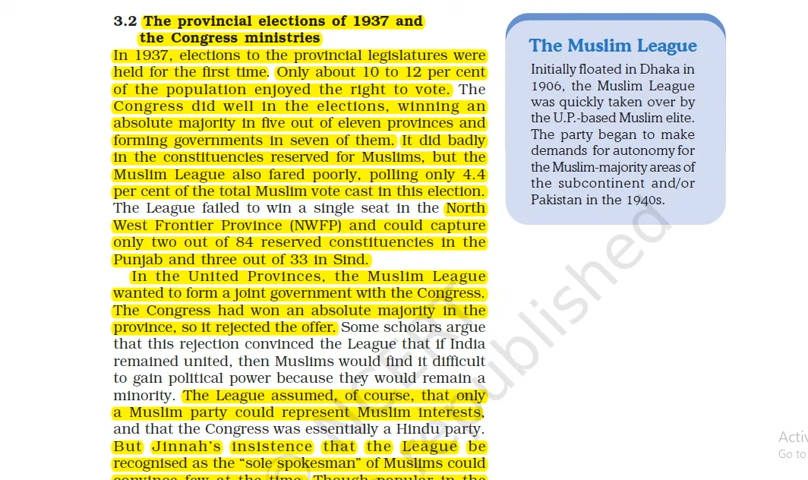 3.2 The provincial elections of 1937 and
the Congress ministries
In 1937, elections to the provincial legislatures were
held for the first time. Only about 10 to 12 per cent
of the population enjoyed the right to vote. The
Congress did well in the elections, winning an
absolute majority in five out of eleven provinces and
forming governments in seven of them. It did badly
in the constituencies reserved for Muslims, but the
Muslim League also fared poorly, polling only 4.4
per cent of the total Muslim vote cast in this election.
The League failed to win a single seat in the North
West Frontier Province (NWFP) and could capture
only two out of 84 reserved constituencies in the
Punjab and three out of 33 in Sind.
In the United Provinces, the Muslim League
wanted to form a joint government with the Congress.
The Congress had won an absolute majority in the
province, so it rejected the offer. Some scholars argue
that this rejection convinced the League that if India
remained united, then Muslims would find it difficult
to gain political power because they would remain a
minority. The League assumed, of course, that only
a Muslim party could represent Muslim interests,
and that the Congress was essentially a Hindu party.
But Jinnah's insistence that the League be
recognised as the "sole spokesman" of Muslims could
convince few at the time. Though popular in the
The Muslim League
Initially floated in Dhaka in
1906, the Muslim League
was quickly taken over by
the U.P.-based Muslim elite.
The party began to make
demands for autonomy for
the Muslim-majority areas of
the subcontinent and/or
Pakistan in the 1940s.
NCERT
republished
Activ
Go to